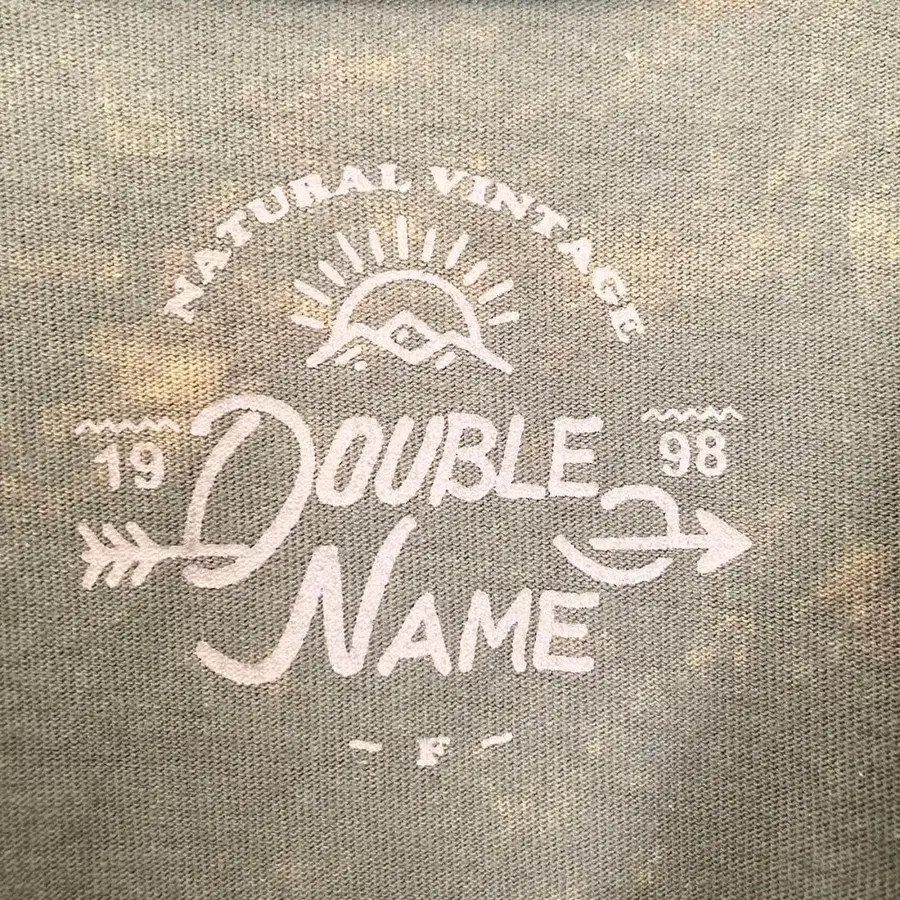 NATURAL VINTAGE
19 98
DOUBLE
NAME
- F -